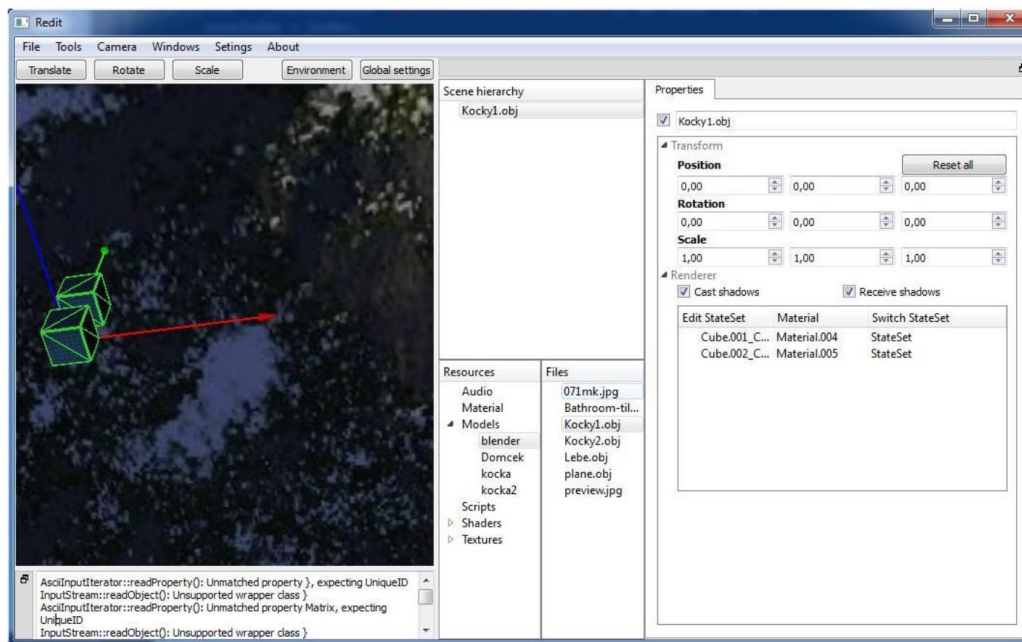 Redit
File Tools Camera Windows Setings About
Translate Rotate Scale Environment Global settings
Scene hierarchy
Kocky1.obj
Properties
Kocky1.obj
Transform
Position Reset all
0,00 0,00 0,00
Rotation
0,00 0,00 0,00
Scale
1,00 1,00 1,00
Renderer
Cast shadows Receive shadows
Edit StateSet Material Switch StateSet
Cube.001_C... Material.004 StateSet
Cube.002_C... Material.005 StateSet
Resources
Audio
Material
Models
blender
Domcek
kocka
kocka2
Scripts
Shaders
Textures
Files
071mk.jpg
Bathroom-til...
Kocky1.obj
Kocky2.obj
Lebe.obj
plane.obj
preview.jpg
AsciiInputIterator::readProperty(): Unmatched property }, expecting UniqueID
InputStream::readObject(): Unsupported wrapper class }
AsciiInputIterator::readProperty(): Unmatched property Matrix, expecting
UniqueID
InputStream::readObject(): Unsupported wrapper class }